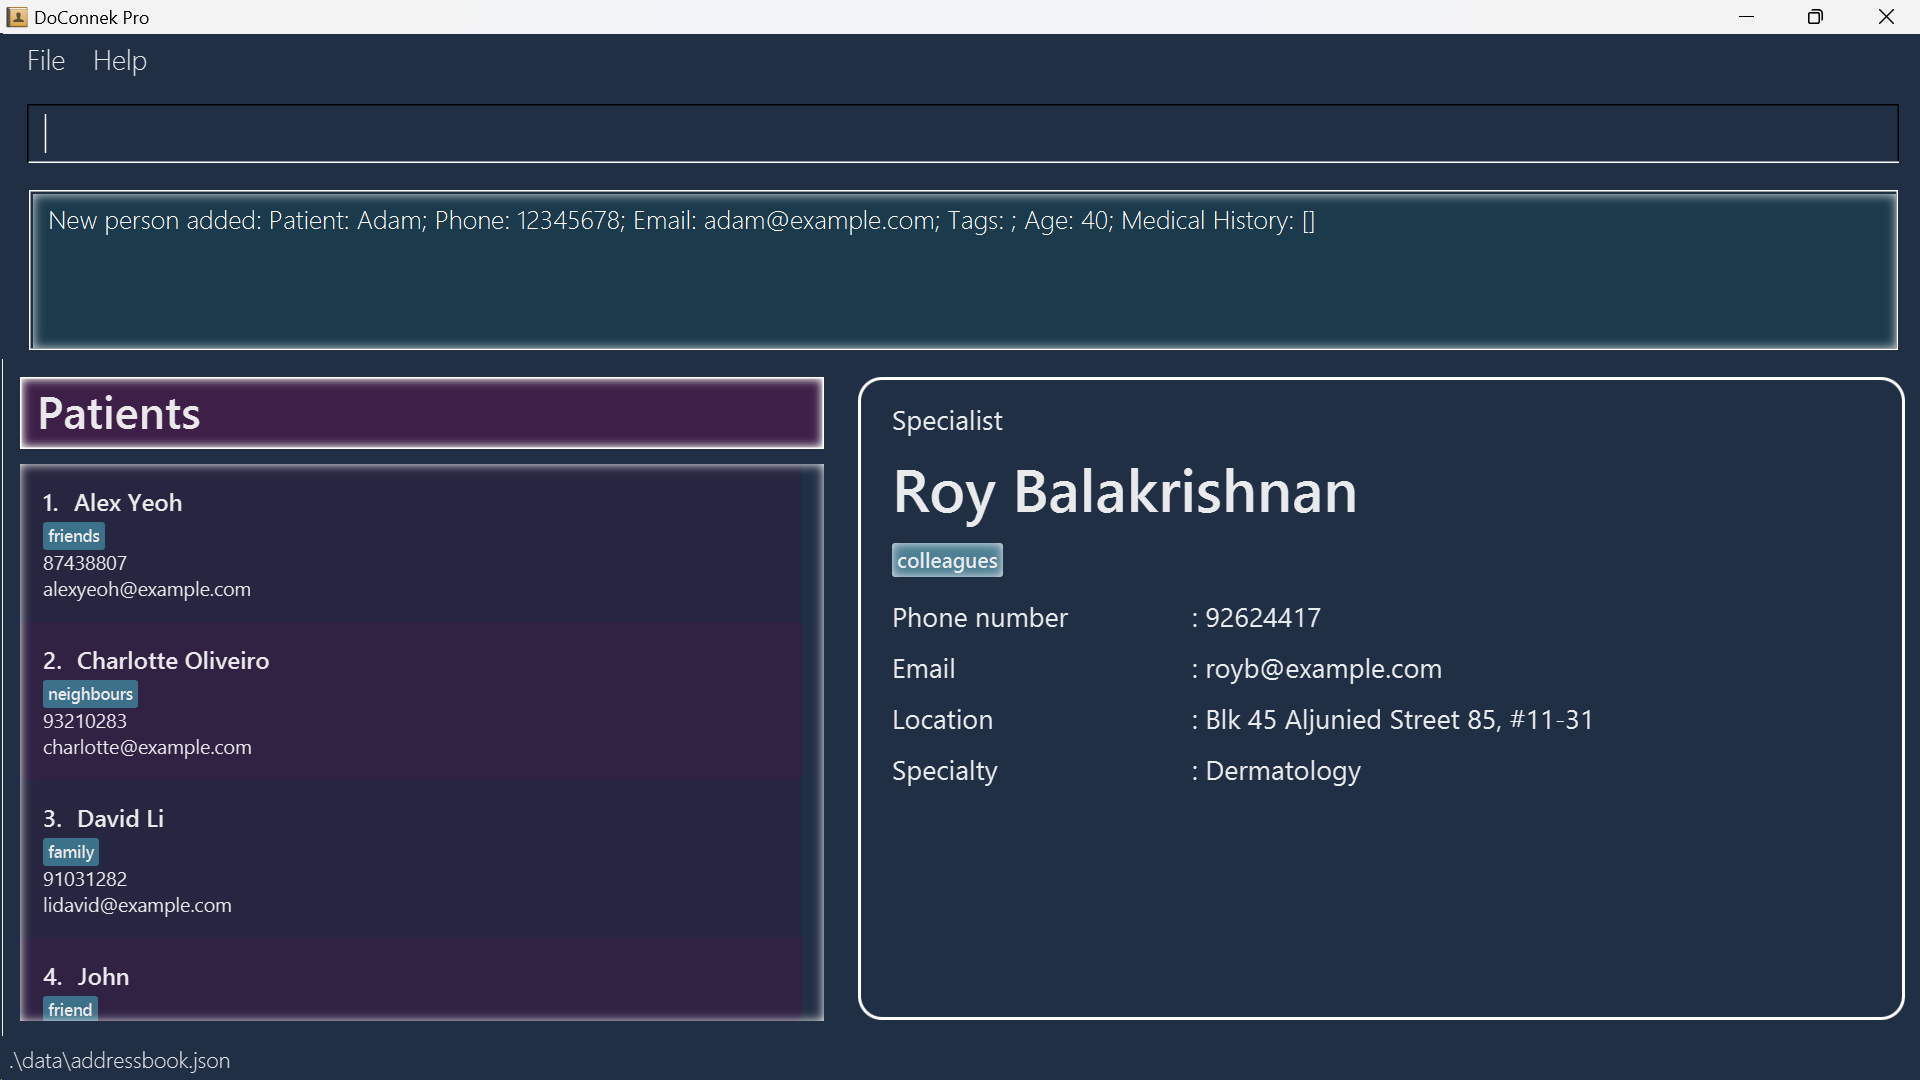 DoConnek Pro
File Help
New person added: Patient: Adam; Phone: 12345678; Email: adam@example.com; Tags: ; Age: 40; Medical History: []
Patients
1. Alex Yeoh
friends
87438807
alexyeoh@example.com
2. Charlotte Oliveiro
neighbours
93210283
charlotte@example.com
3. David Li
family
91031282
lidavid@example.com
4. John
friend
Specialist
Roy Balakrishnan
colleagues
Phone number : 92624417
Email : royb@example.com
Location : Blk 45 Aljunied Street 85, #11-31
Specialty : Dermatology
.\data\addressbook.json